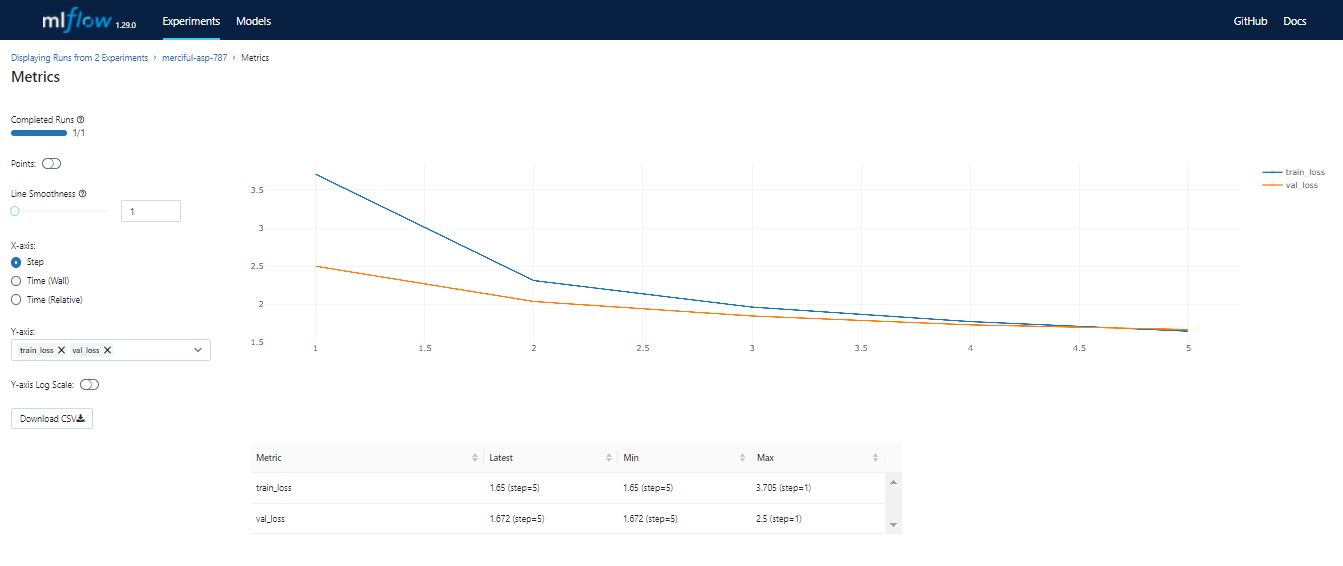 mlflow 1.29.0 Experiments Models GitHub Docs
Displaying Runs from 2 Experiments › merciful-asp-787 › Metrics
Metrics
Completed Runs
1/1
Points:
Line Smoothness
1
X-axis:
Step
Time (Wall)
Time (Relative)
Y-axis:
train_loss val_loss
Y-axis Log Scale:
Download CSV
3.5
3
2.5
2
1.5
1 1.5 2 2.5 3 3.5 4 4.5 5
train_loss
val_loss
Metric Latest Min Max
train_loss 1.65 (step=5) 1.65 (step=5) 3.705 (step=1)
val_loss 1.672 (step=5) 1.672 (step=5) 2.5 (step=1)